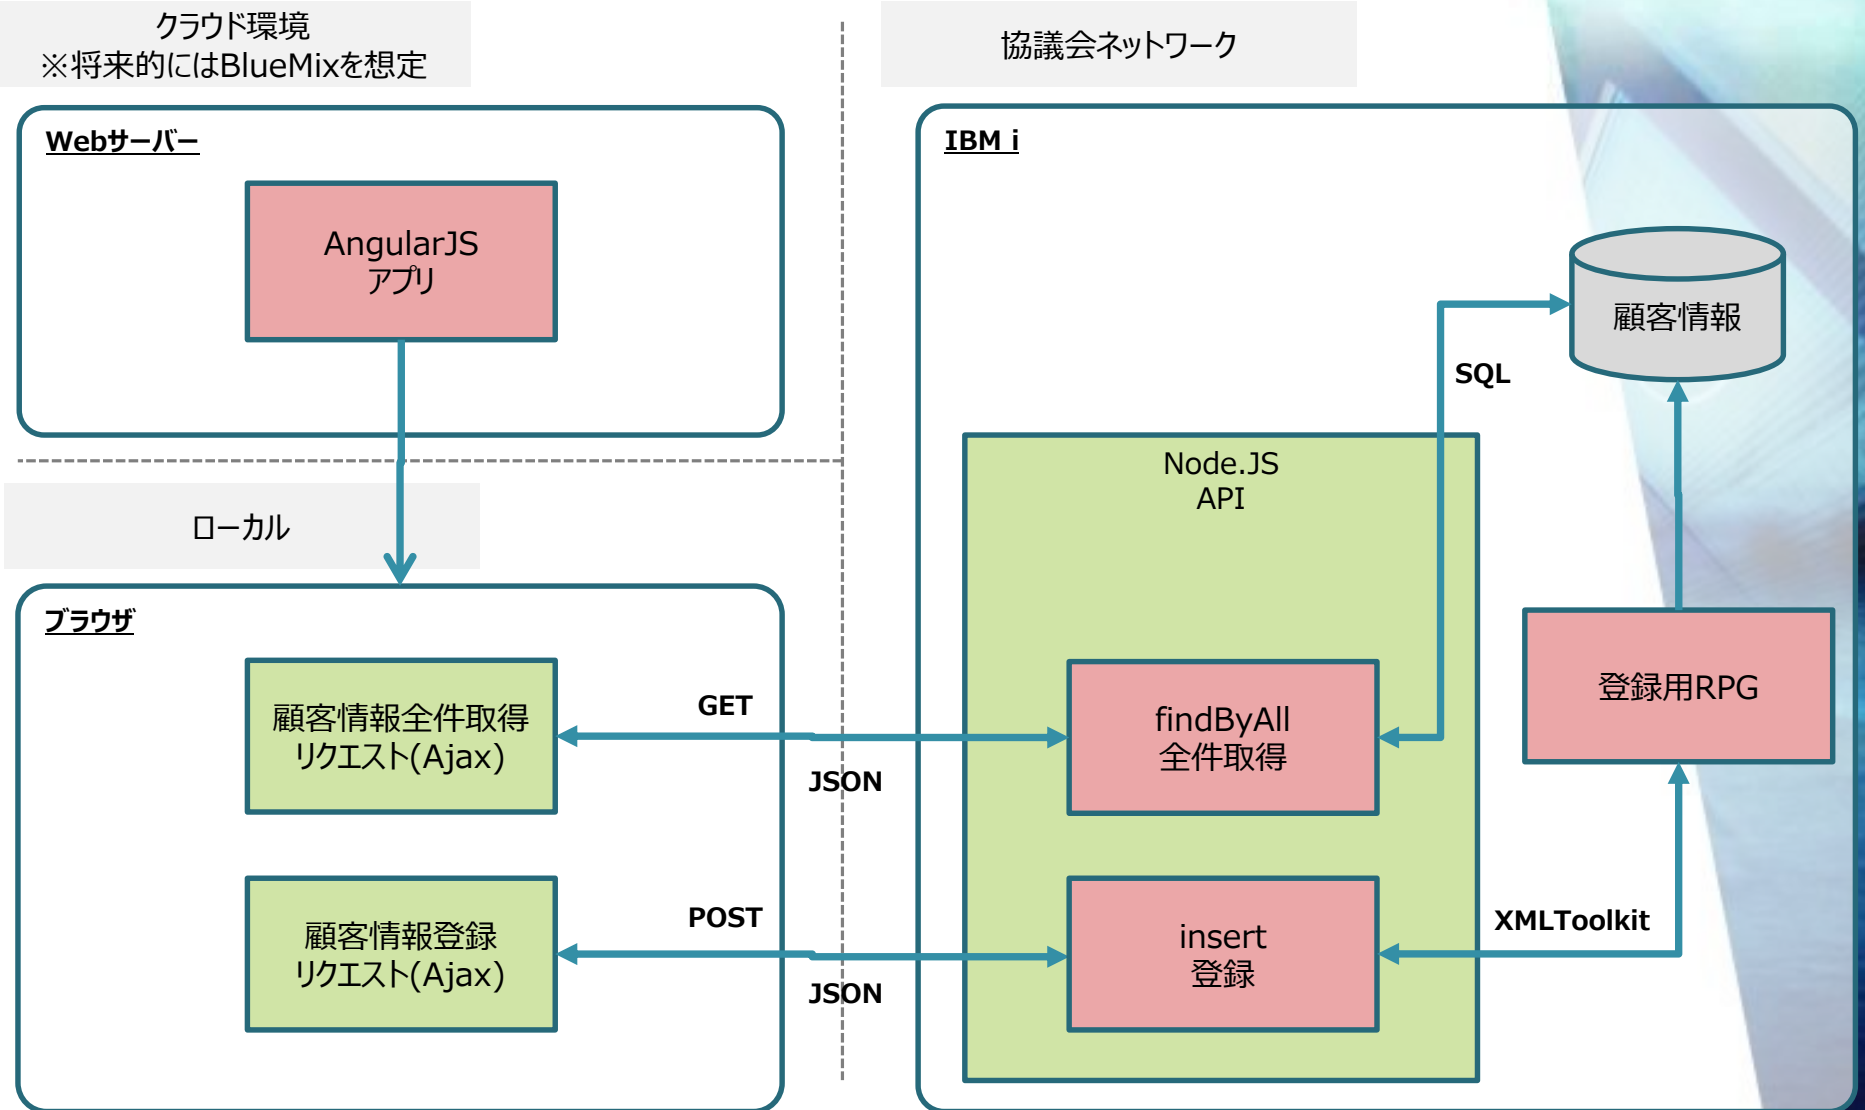 クラウド環境
※将来的にはBlueMixを想定
Webサーバー
AngularJS
アプリ
ローカル
ブラウザ
顧客情報全件取得
リクエスト(Ajax)
GET
JSON
顧客情報登録
リクエスト(Ajax)
POST
JSON
協議会ネットワーク
IBM i
顧客情報
SQL
Node.JS
API
findByAll
全件取得
登録用RPG
insert
登録
XMLToolkit